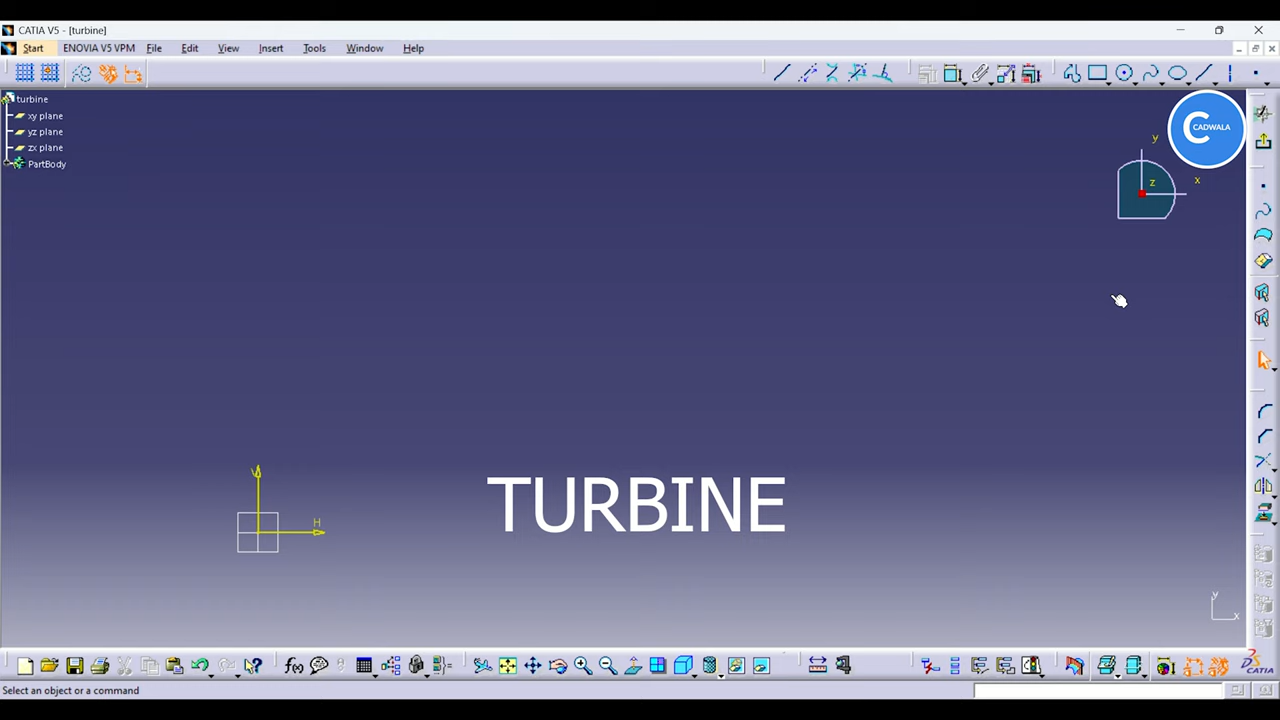 CATIA V5 - [turbine]
Start ENOVIA V5 VPM File Edit View Insert Tools Window Help
turbine
xy plane
yz plane
zx plane
PartBody
C CADWALA
y
z x
V
H
TURBINE
y
x
f(x)
CATIA
Select an object or a command